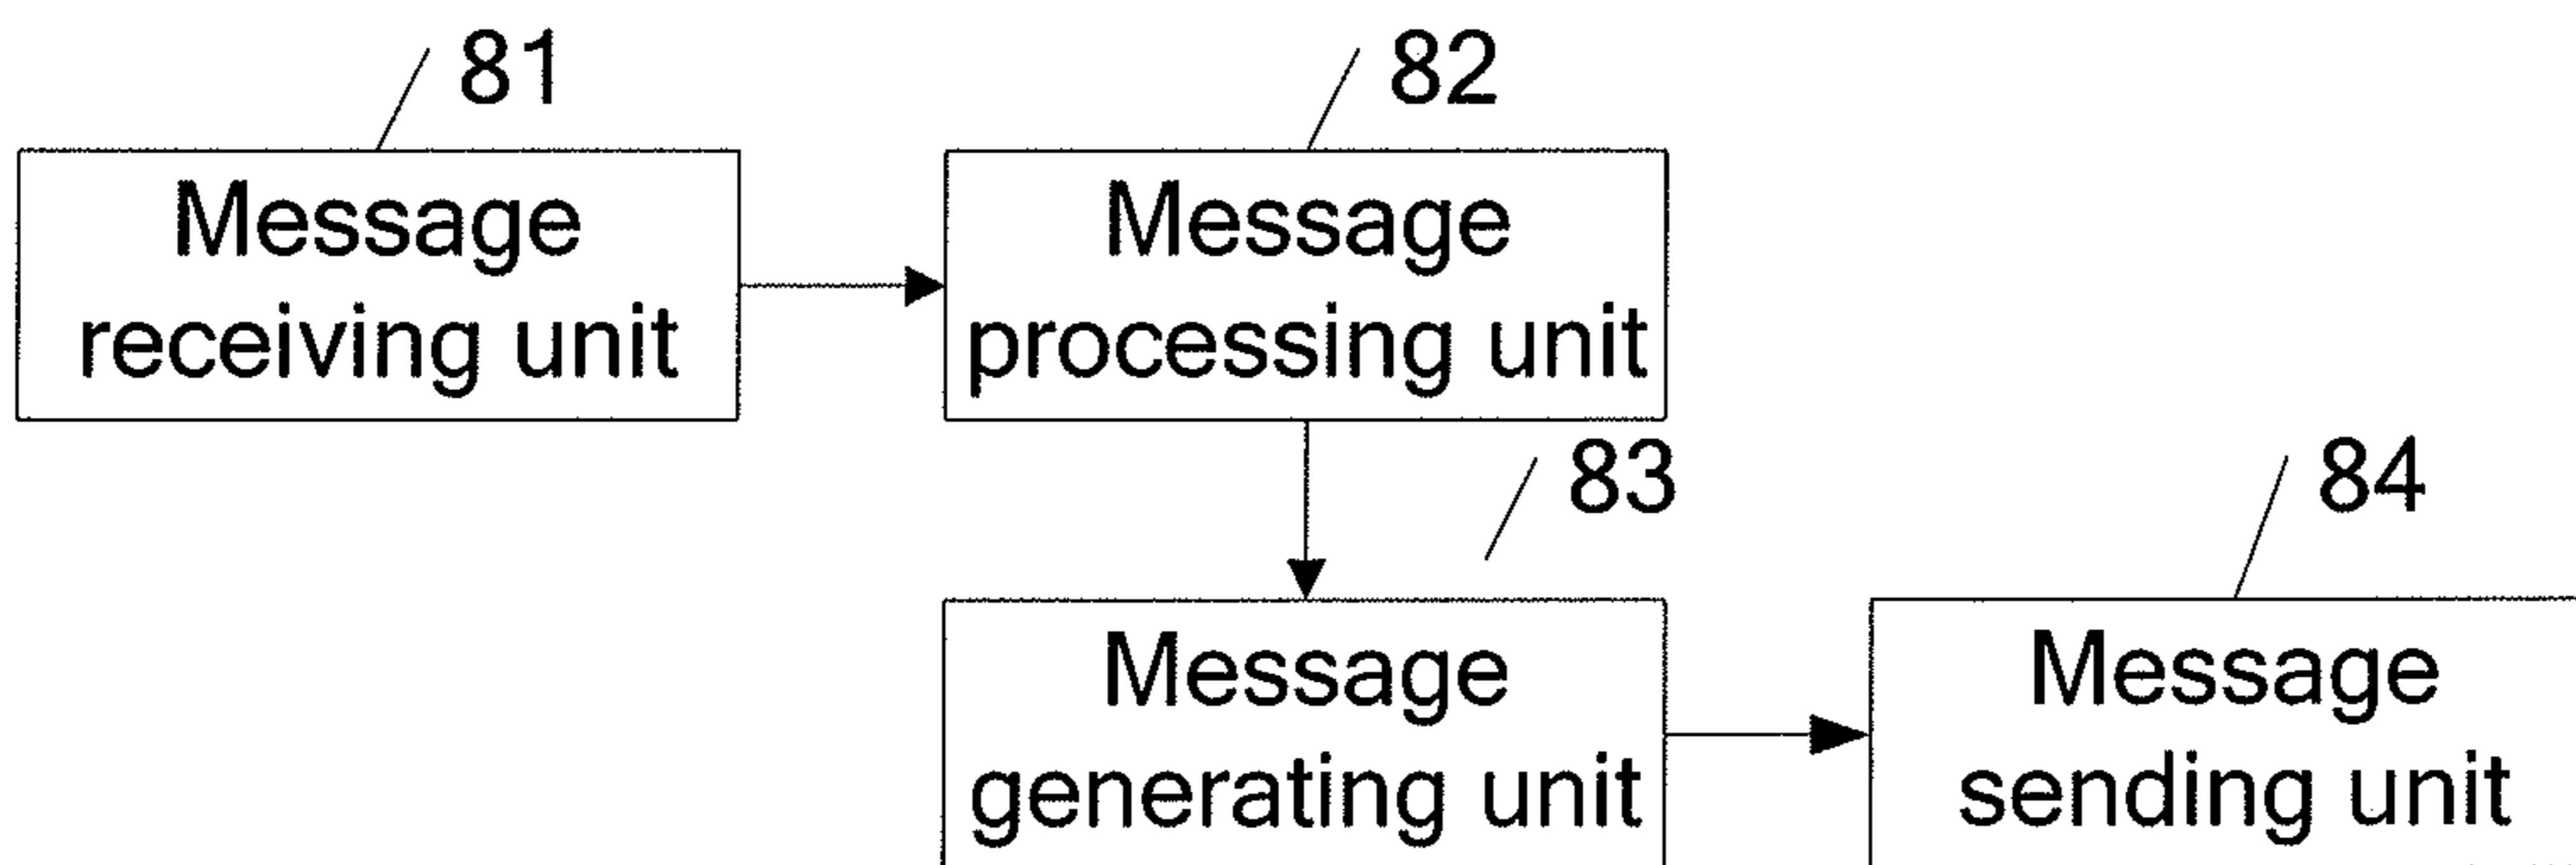 81
82
Message
receiving unit
Message
processing unit
83
84
Message
generating unit
Message
sending unit